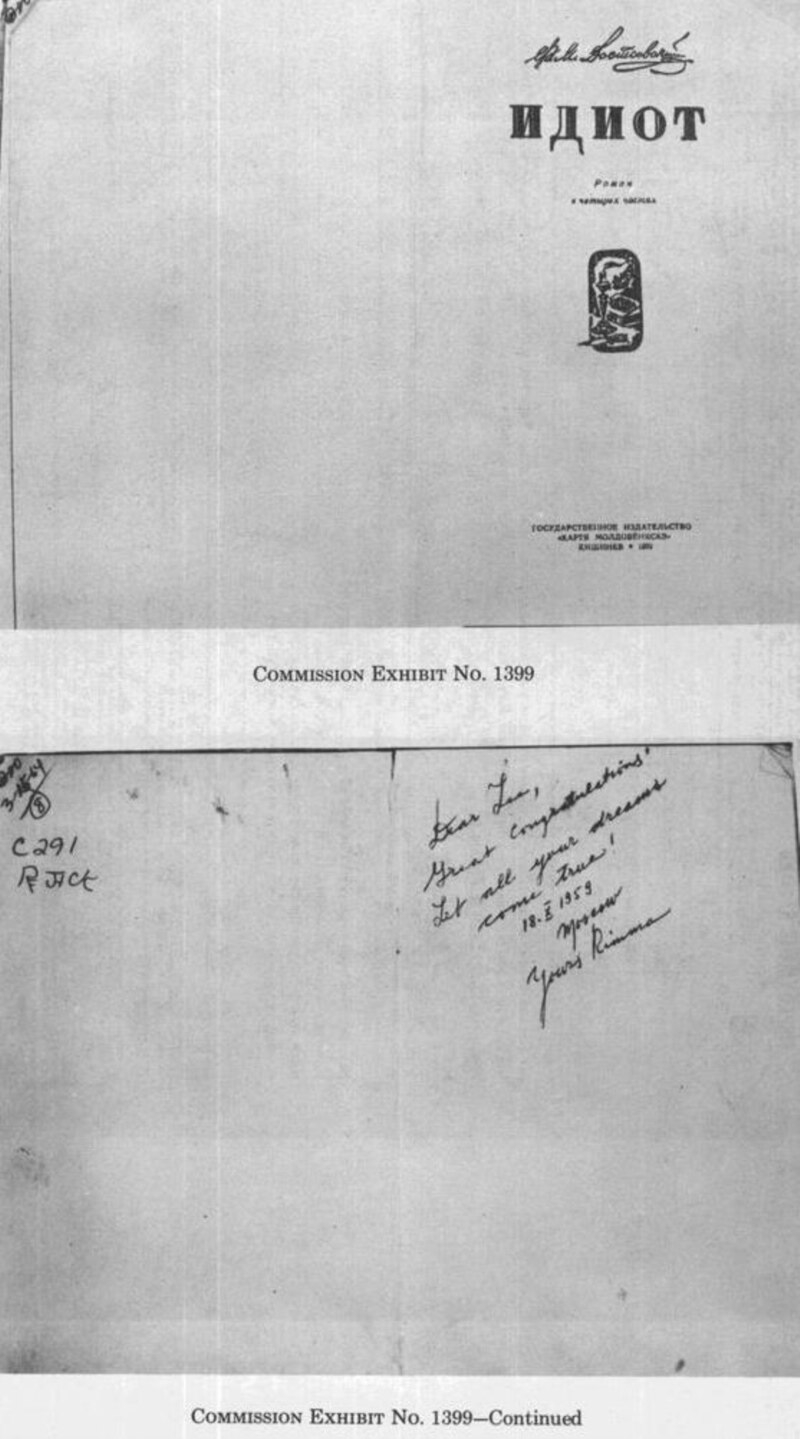 Ф. М. Достоевский
ИДИОТ
Роман
в четырех частях
ГОСУДАРСТВЕННОЕ ИЗДАТЕЛЬСТВО
«КАРТЯ МОЛДОВЕНЯСКЭ»
КИШИНЕВ •
COMMISSION EXHIBIT NO. 1399
C291
Dear Lee,
Great congratulations!
Let all your dreams
come true!
18.X 1959
Moscow
Yours Rimma
COMMISSION EXHIBIT NO. 1399—Continued